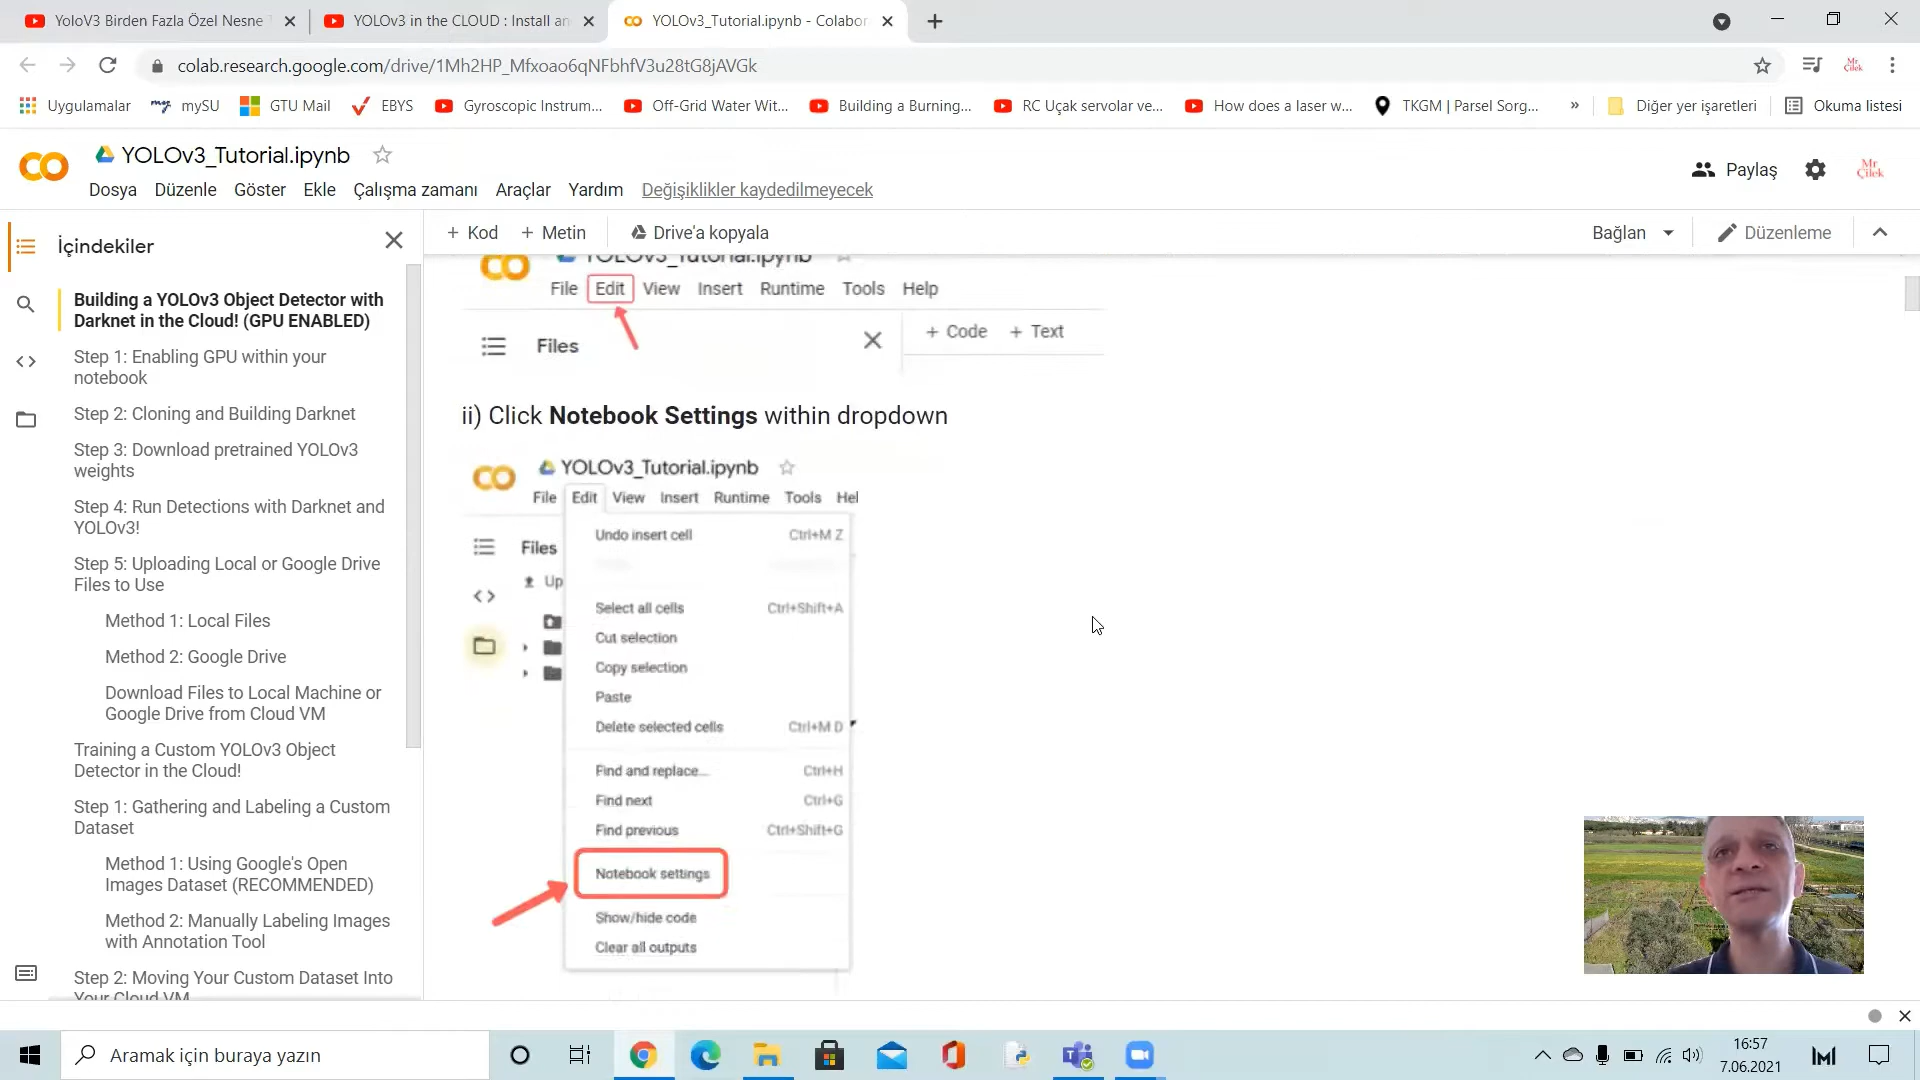 YoloV3 Birden Fazla Özel Nesne
YOLOv3 in the CLOUD : Install an
YOLOv3_Tutorial.ipynb - Colabor
colab.research.google.com/drive/1Mh2HP_Mfxoao6qNFbhfV3u28tG8jAVGk
Mr. Çilek
Uygulamalar
mySU
GTU Mail
EBYS
Gyroscopic Instrum...
Off-Grid Water Wit...
Building a Burning...
RC Uçak servolar ve...
How does a laser w...
TKGM | Parsel Sorg...
»
Diğer yer işaretleri
Okuma listesi
YOLOv3_Tutorial.ipynb
Dosya Düzenle Göster Ekle Çalışma zamanı Araçlar Yardım Değişiklikler kaydedilmeyecek
Paylaş
Mr. Çilek
İçindekiler
+ Kod + Metin
Drive'a kopyala
Bağlan
Düzenleme
Building a YOLOv3 Object Detector with
Darknet in the Cloud! (GPU ENABLED)
Step 1: Enabling GPU within your
notebook
Step 2: Cloning and Building Darknet
Step 3: Download pretrained YOLOv3
weights
Step 4: Run Detections with Darknet and
YOLOv3!
Step 5: Uploading Local or Google Drive
Files to Use
Method 1: Local Files
Method 2: Google Drive
Download Files to Local Machine or
Google Drive from Cloud VM
Training a Custom YOLOv3 Object
Detector in the Cloud!
Step 1: Gathering and Labeling a Custom
Dataset
Method 1: Using Google's Open
Images Dataset (RECOMMENDED)
Method 2: Manually Labeling Images
with Annotation Tool
Step 2: Moving Your Custom Dataset Into
Your Cloud VM
YOLOv3_Tutorial.ipynb
File Edit View Insert Runtime Tools Help
Files
+ Code + Text
ii) Click Notebook Settings within dropdown
YOLOv3_Tutorial.ipynb
File Edit View Insert Runtime Tools Hel
Files
Up
Undo insert cell Ctrl+M Z
Select all cells Ctrl+Shift+A
Cut selection
Copy selection
Paste
Delete selected cells Ctrl+M D
Find and replace... Ctrl+H
Find next Ctrl+G
Find previous Ctrl+Shift+G
Notebook settings
Show/hide code
Clear all outputs
Aramak için buraya yazın
16:57
7.06.2021